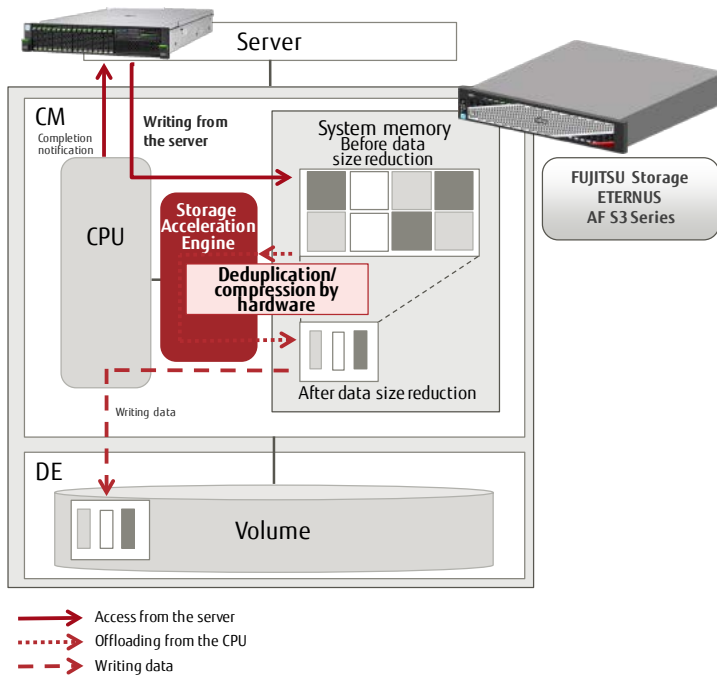 Server
CM
Completion
notification
Writing from
the server
System memory
Before data
size reduction
FUJITSU Storage
ETERNUS
AF S3 Series
CPU
Storage
Acceleration
Engine
Deduplication/
compression by
hardware
After data size reduction
Writing data
DE
Volume
Access from the server
Offloading from the CPU
Writing data